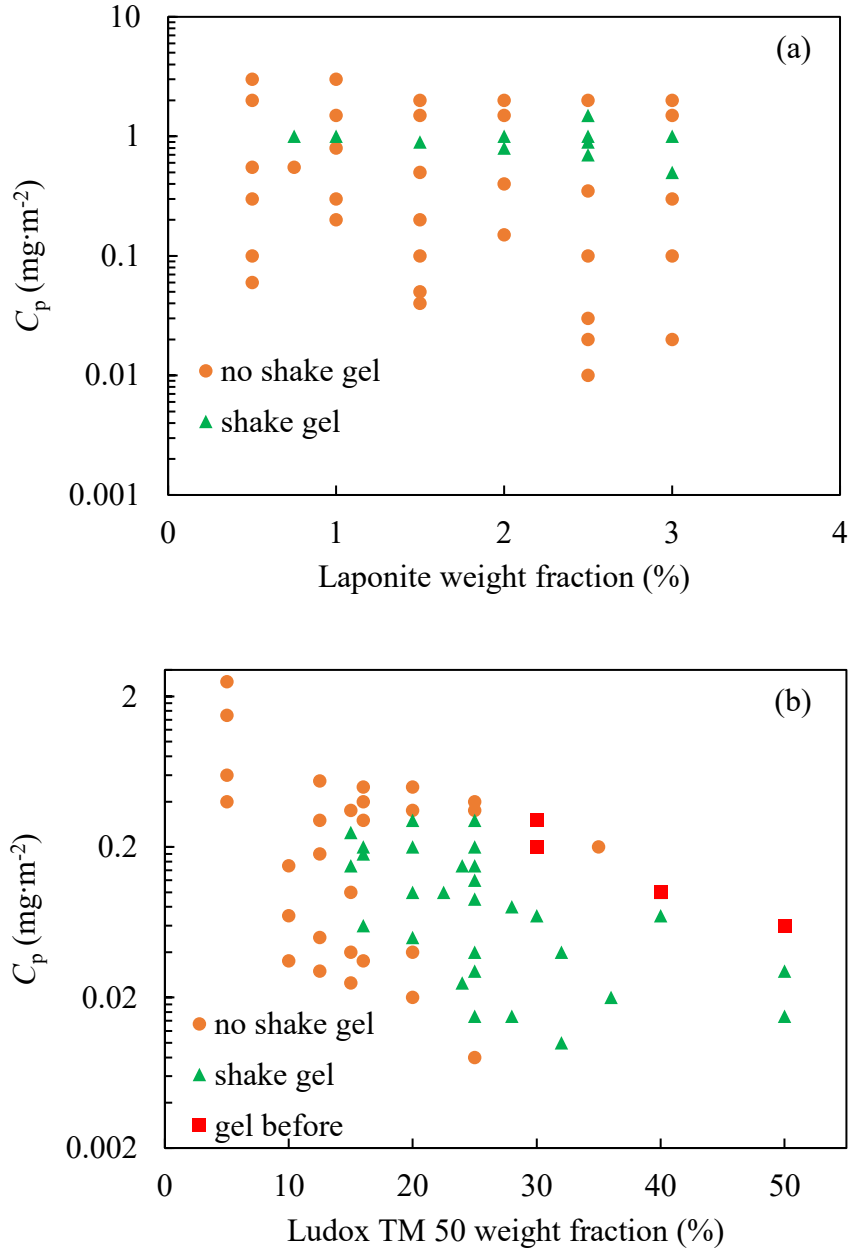 10
(a)
1
0.1
0.01
0.001
Cp (mg·m-2)
no shake gel
shake gel
0 1 2 3 4
Laponite weight fraction (%)
(b)
2
0.2
0.02
0.002
Cp (mg·m-2)
no shake gel
shake gel
gel before
0 10 20 30 40 50
Ludox TM 50 weight fraction (%)